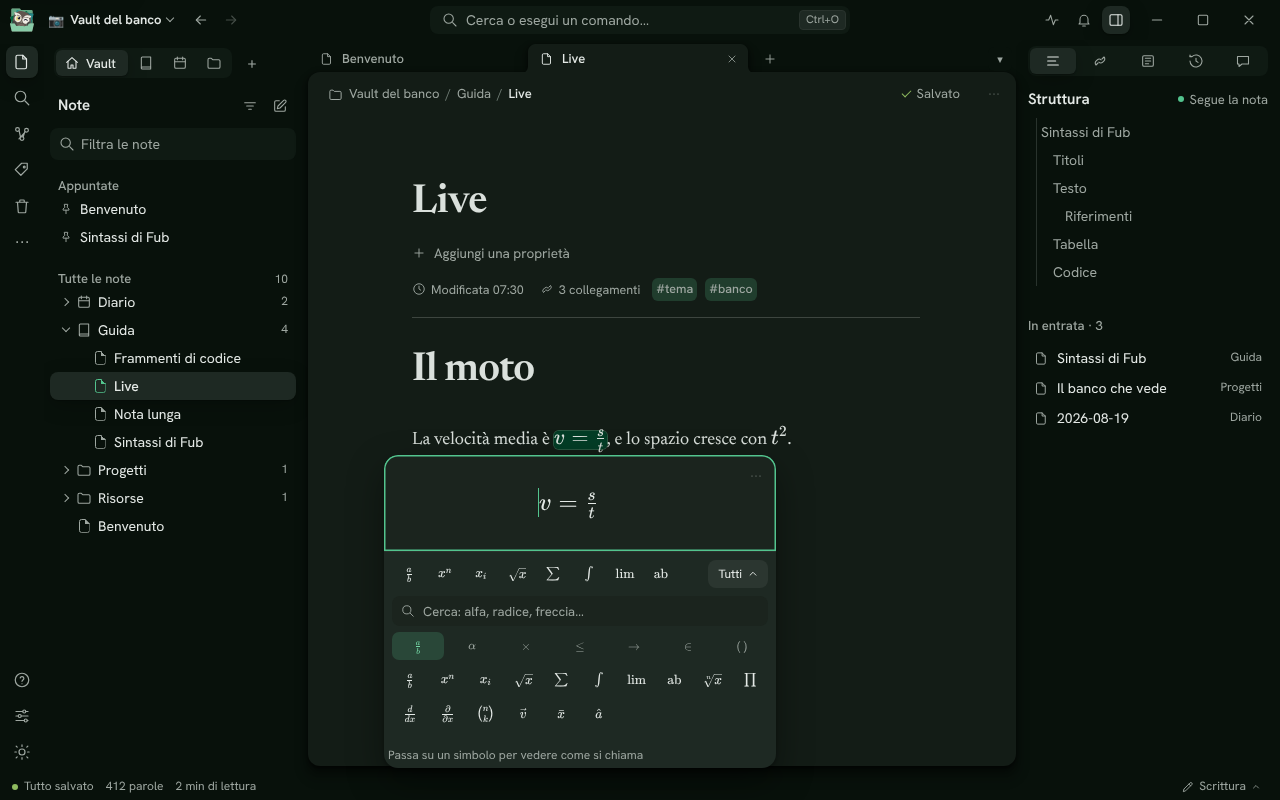 Vault del banco
Cerca o esegui un comando…
Ctrl+O
Vault
Benvenuto
Live
Note
Filtra le note
Appuntate
Benvenuto
Sintassi di Fub
Tutte le note 10
Diario 2
Guida 4
Frammenti di codice
Live
Nota lunga
Sintassi di Fub
Progetti 1
Risorse 1
Benvenuto
Vault del banco / Guida / Live
Salvato
Live
Aggiungi una proprietà
Modificata 07:30
3 collegamenti
#tema
#banco
Il moto
La velocità media è v = s/t, e lo spazio cresce con t².
v = s/t
a/b xⁿ xᵢ √x ∑ ∫ lim ab
Tutti
Cerca: alfa, radice, freccia…
a/b α × ≤ → ∈ ( )
a/b xⁿ xᵢ √x ∑ ∫ lim ab ⁿ√x ∏
d/dx ∂/∂x (n k) v⃗ x̄ â
Passa su un simbolo per vedere come si chiama
Struttura
Segue la nota
Sintassi di Fub
Titoli
Testo
Riferimenti
Tabella
Codice
In entrata · 3
Sintassi di Fub Guida
Il banco che vede Progetti
2026-08-19 Diario
Tutto salvato
412 parole
2 min di lettura
Scrittura